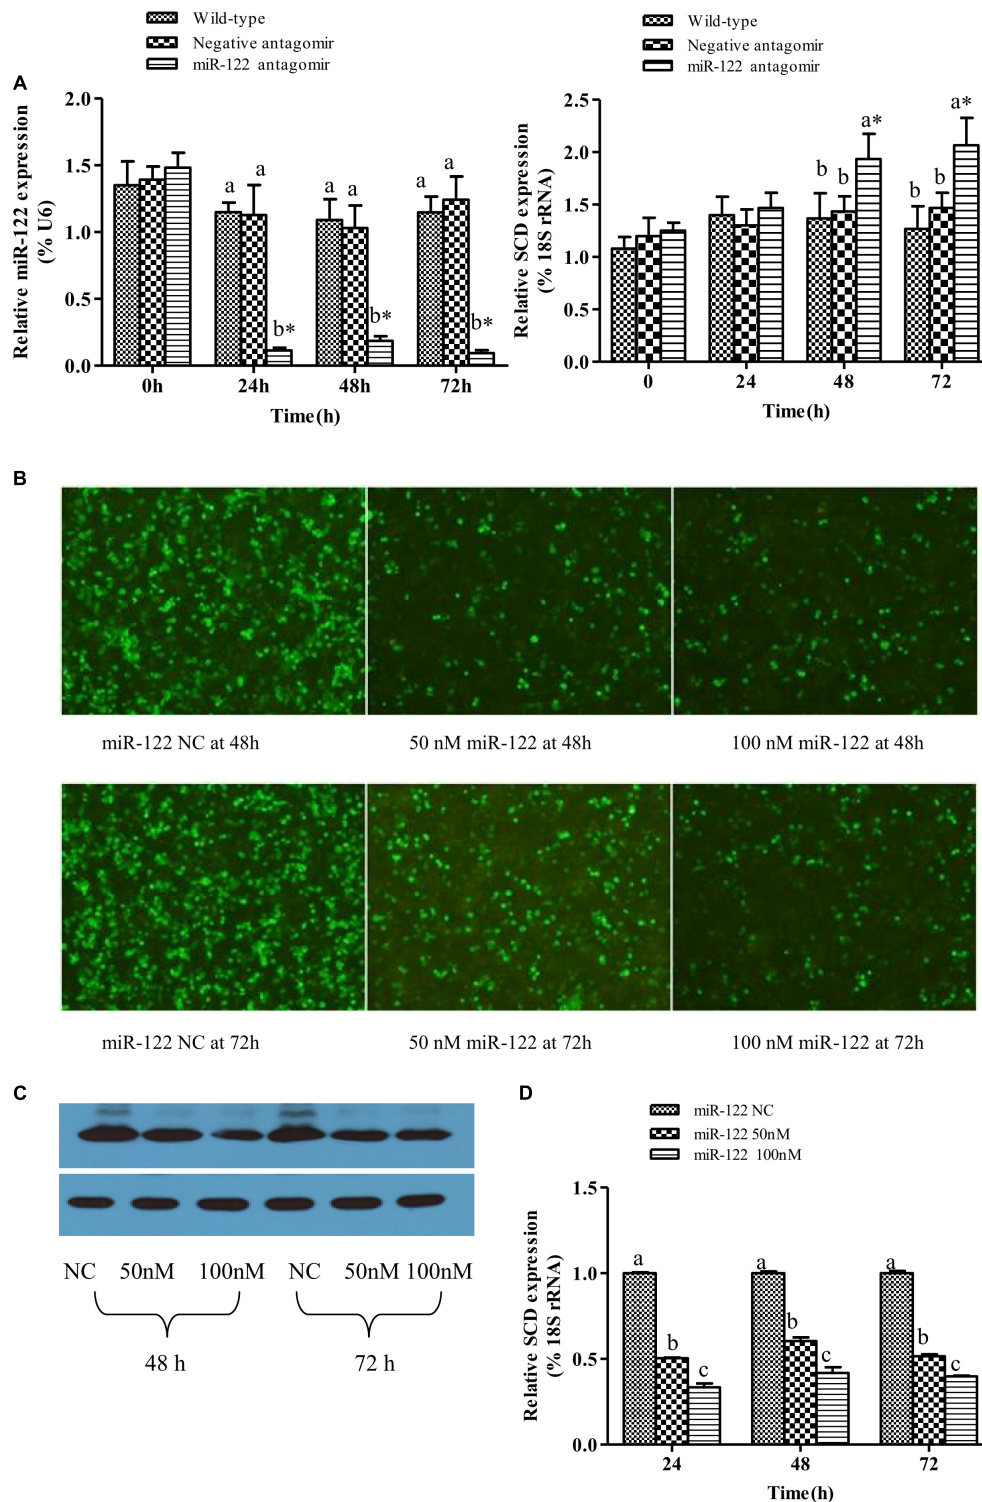 A
Wild-type
Negative antagomir
miR-122 antagomir
Relative miR-122 expression
(% U6)
2.0
1.5
1.0
0.5
0.0
a a a a a a
b* b* b*
0h 24h 48h 72h
Time(h)
Wild-type
Negative antagomir
miR-122 antagomir
Relative SCD expression
(% 18S rRNA)
2.5
2.0
1.5
1.0
0.5
0.0
b b a* b b a*
0 24 48 72
Time(h)
B
miR-122 NC at 48h 50 nM miR-122 at 48h 100 nM miR-122 at 48h
miR-122 NC at 72h 50 nM miR-122 at 72h 100 nM miR-122 at 72h
C
NC 50nM 100nM NC 50nM 100nM
48 h 72 h
D
miR-122 NC
miR-122 50nM
miR-122 100nM
Relative SCD expression
(% 18S rRNA)
1.5
1.0
0.5
0.0
a b c a b c a b c
24 48 72
Time(h)